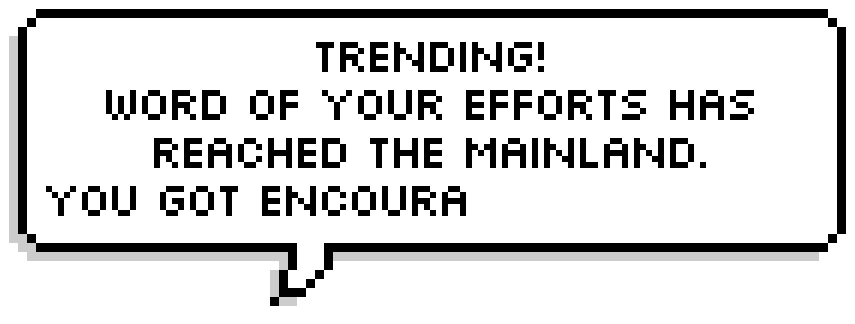 TRENDING!
WORD OF YOUR EFFORTS HAS
REACHED THE MAINLAND.
YOU GOT ENCOURA